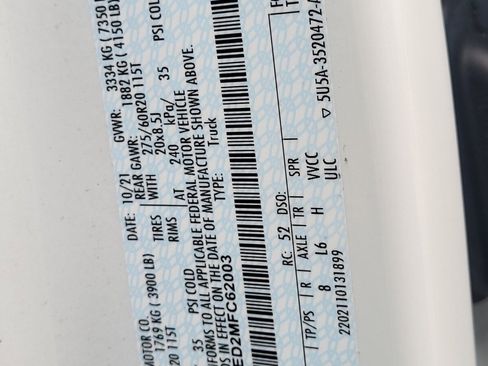 MOTOR CO.
DATE: 10/21
GVWR: 3334 KG ( 7350
1769 KG ( 3900 LB)
REAR GAWR: 1882 KG ( 4150 LB)
TIRES WITH 275/60R20 115T
20 115T
RIMS 20x8.5J
35 PSI COLD AT 240 kPa/ 35 PSI COLD
FORMS TO ALL APPLICABLE FEDERAL MOTOR VEHICLE
IN EFFECT ON THE DATE OF MANUFACTURE SHOWN ABOVE.
ED2MFC62003
Truck
RC: 52 DSO:
TP/PS R AXLE TR SPR
8 L6 H VVCC
ULC
2202110131899
▽ 5U5A-3520472-